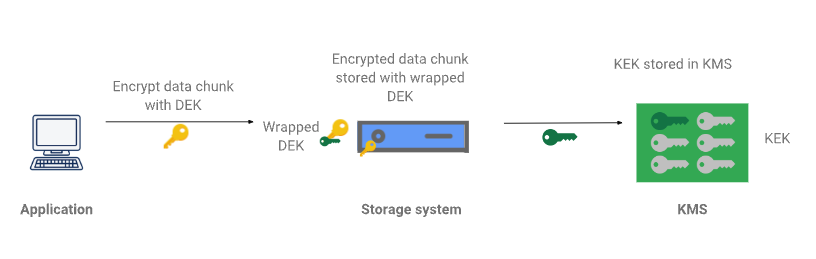 Encrypt data chunk
with DEK
Wrapped
DEK
Encrypted data chunk
stored with wrapped
DEK
KEK stored in KMS
KEK
Application
Storage system
KMS